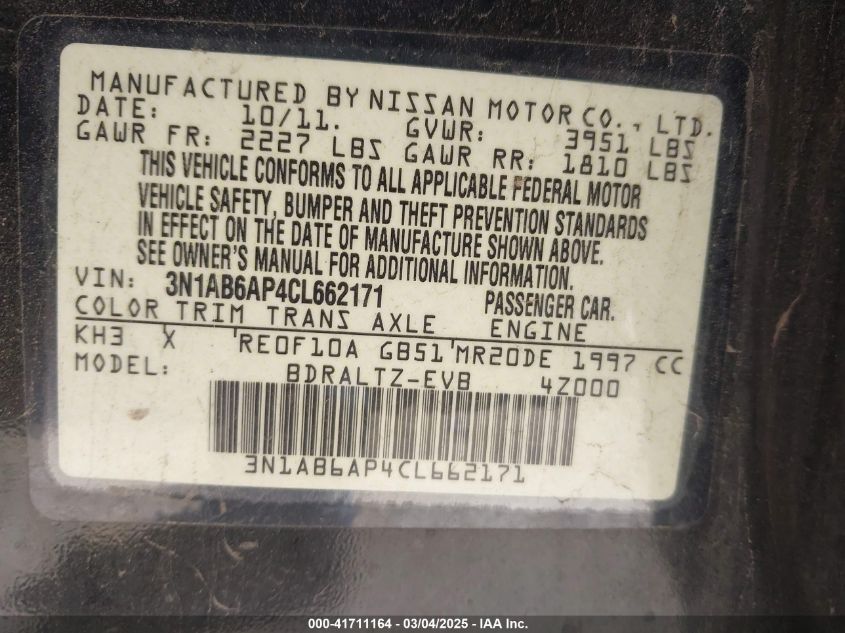 MANUFACTURED BY NISSAN MOTOR CO., LTD.
DATE: 10/11. GVWR: 3951 LBS
GAWR FR: 2227 LBS GAWR RR: 1810 LBS
THIS VEHICLE CONFORMS TO ALL APPLICABLE FEDERAL MOTOR
VEHICLE SAFETY, BUMPER AND THEFT PREVENTION STANDARDS
IN EFFECT ON THE DATE OF MANUFACTURE SHOWN ABOVE.
SEE OWNER'S MANUAL FOR ADDITIONAL INFORMATION.
VIN: 3N1AB6AP4CL662171 PASSENGER CAR.
COLOR TRIM TRANS AXLE ENGINE
KH3 X RE0F10A GB51 MR20DE 1997 CC
MODEL: BDRALTZ-EVB 4Z000
3N1AB6AP4CL662171
000-41711164 - 03/04/2025 - IAA Inc.